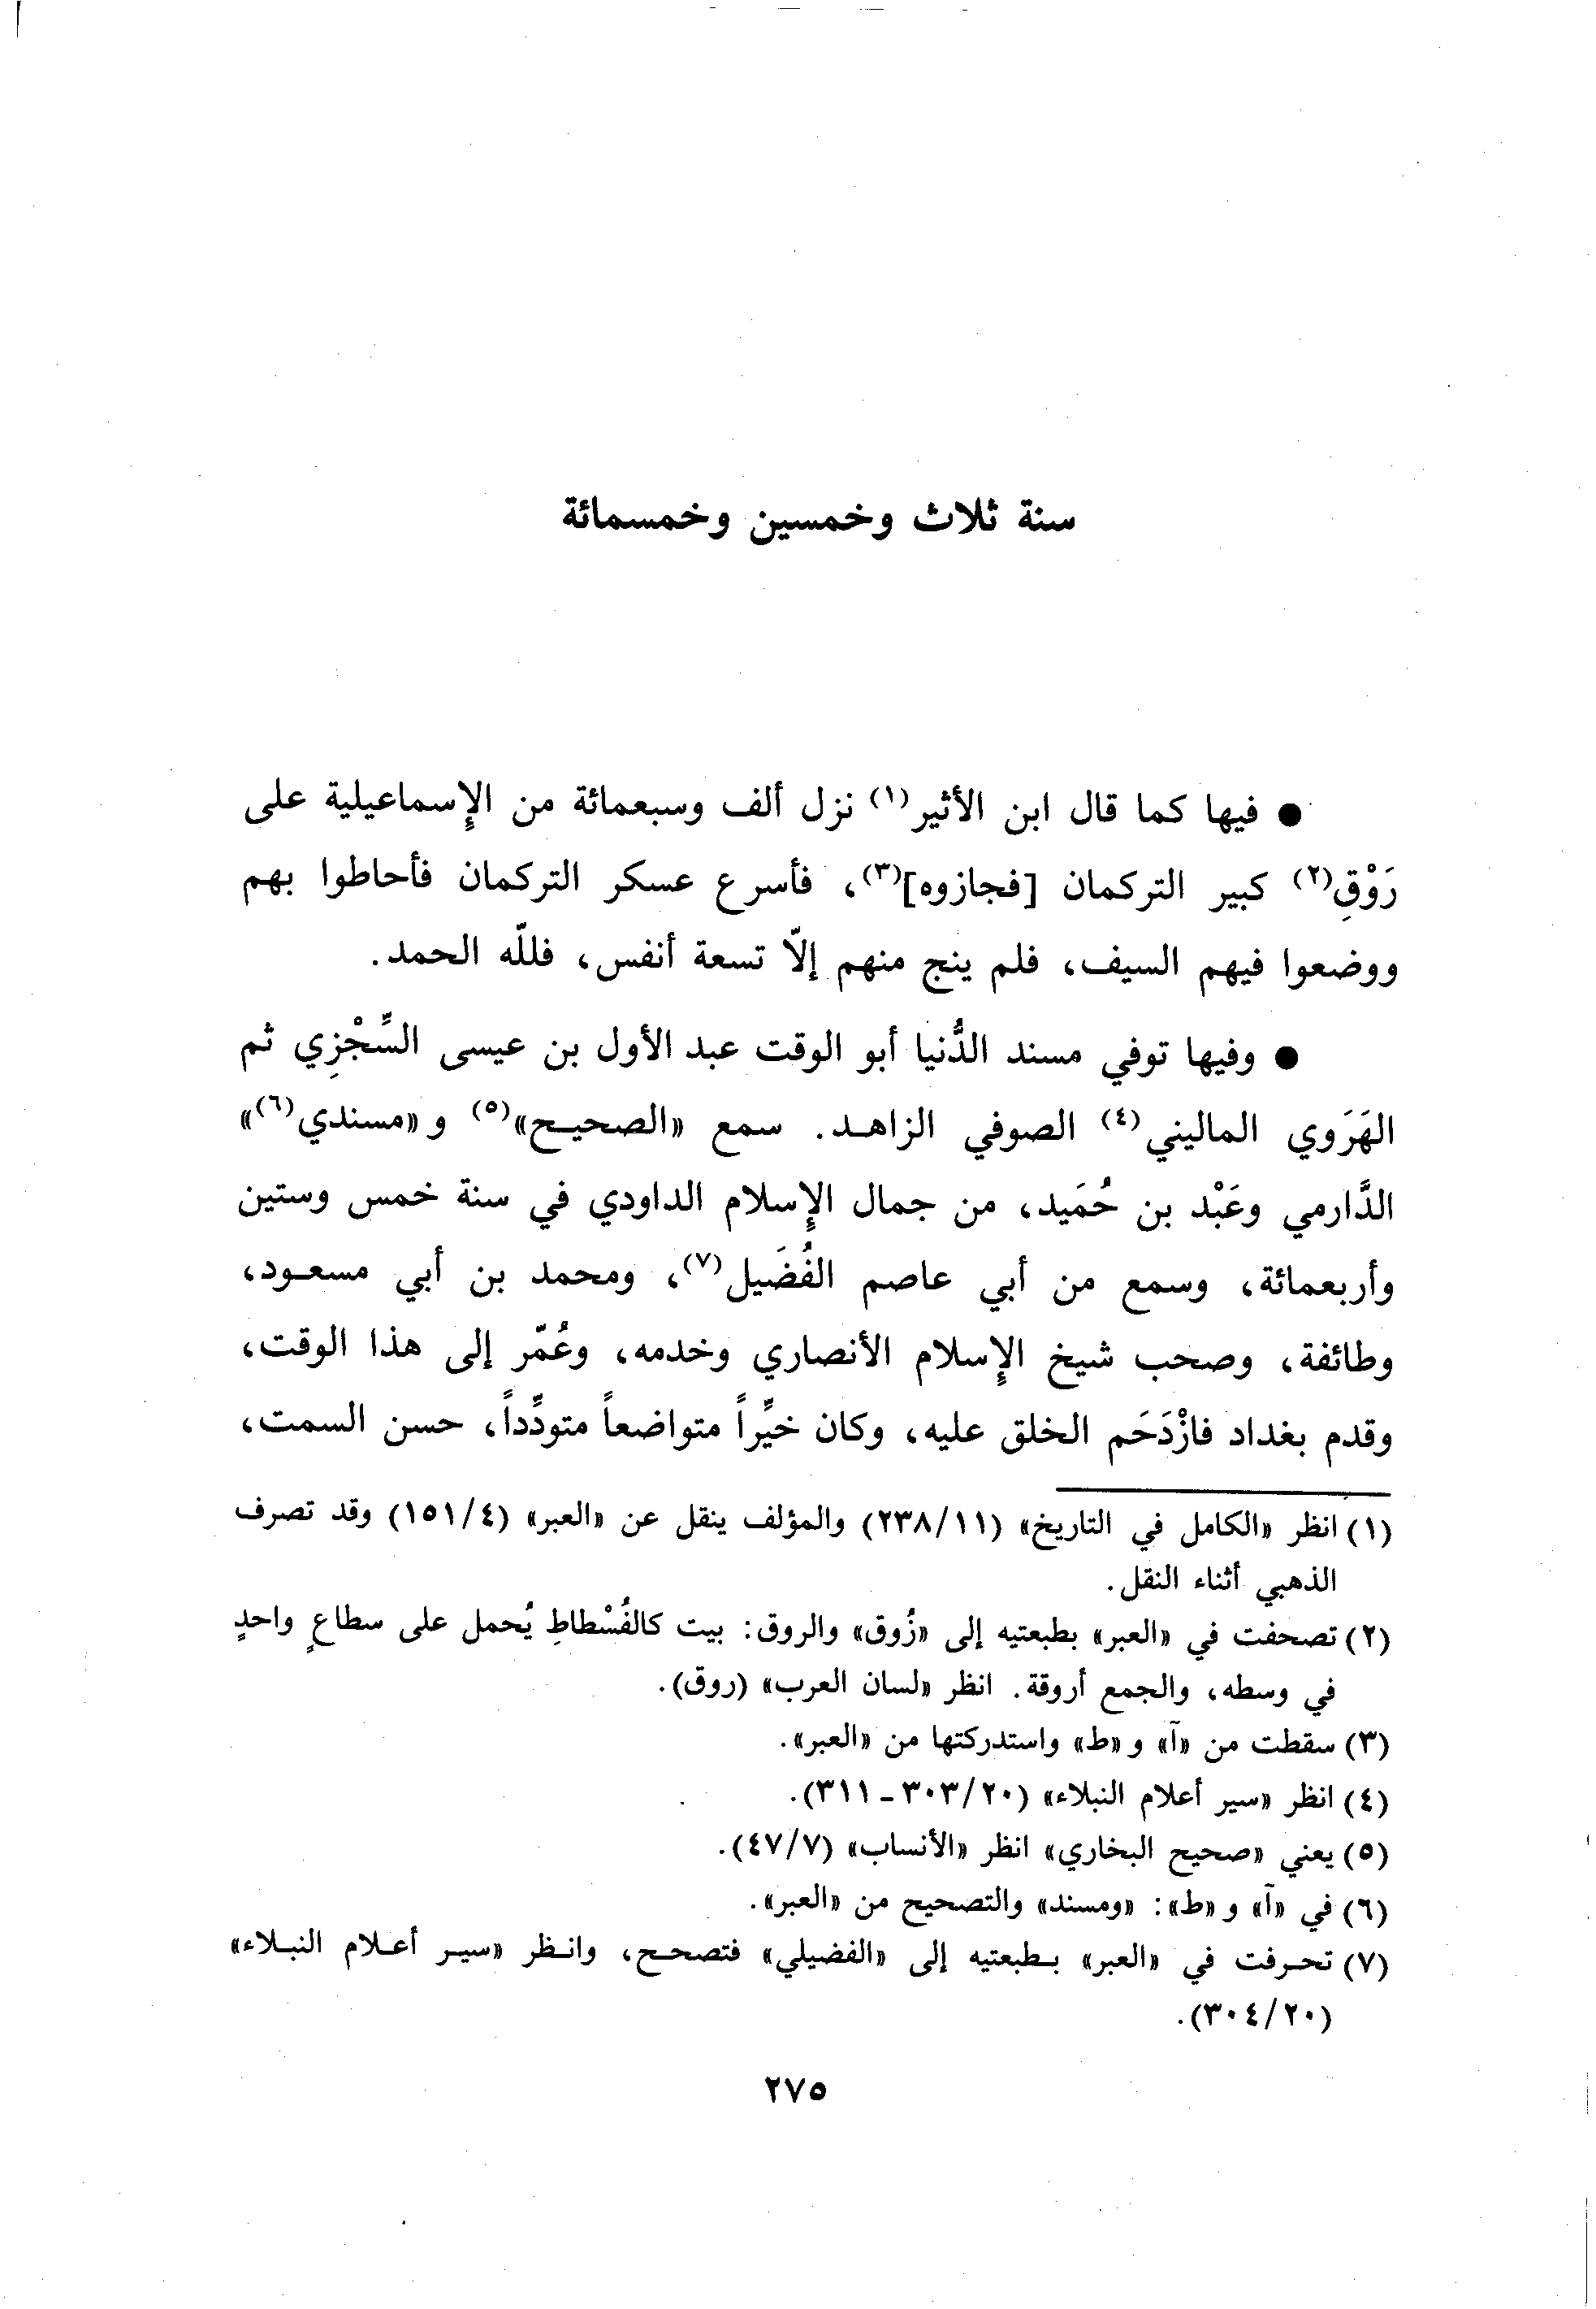 سنة ثلاث وخمسين وخمسمائة
● فيها كما قال ابن الأثير(١) نزل ألف وسبعمائة من الإِسماعيلية على
رَوْقِ(٢) كبير التركمان [فجازوه](٣)، فأسرع عسكر التركمان فأحاطوا بهم
ووضعوا فيهم السيف، فلم ينج منهم إلّا تسعة أنفس، فللّه الحمد.
● وفيها توفي مسند الدُّنيا أبو الوقت عبد الأول بن عيسى السِّجْزِي ثم
الهَرَوي الماليني(٤) الصوفي الزاهد. سمع «الصحيح»(٥) و«مسندي(٦)»
الدَّارمي وعَبْد بن حُمَيد، من جمال الإِسلام الداودي في سنة خمس وستين
وأربعمائة، وسمع من أبي عاصم الفُضَيل(٧)، ومحمد بن أبي مسعود،
وطائفة، وصحب شيخ الإِسلام الأنصاري وخدمه، وعُمّر إلى هذا الوقت،
وقدم بغداد فازْدَحَم الخلق عليه، وكان خيِّراً متواضعاً متودِّداً، حسن السمت،
(١) انظر «الكامل في التاريخ» (٢٣٨/١١) والمؤلف ينقل عن «العبر» (١٥١/٤) وقد تصرف
الذهبي أثناء النقل.
(٢) تصحفت في «العبر» بطبعتيه إلى «زُوق» والروق: بيت كالفُسْطاطِ يُحمل على سطاعٍ واحدٍ
في وسطه، والجمع أروقة. انظر «لسان العرب» (روق).
(٣) سقطت من «آ» و«ط» واستدركتها من «العبر».
(٤) انظر «سير أعلام النبلاء» (٣٠٣/٢٠ - ٣١١).
(٥) يعني «صحيح البخاري» انظر «الأنساب» (٤٧/٧).
(٦) في «آ» و«ط»: «ومسند» والتصحيح من «العبر».
(٧) تحرفت في «العبر» بطبعتيه إلى «الفضيلي» فتصحح، وانظر «سير أعلام النبلاء»
(٣٠٤/٢٠).
٢٧٥